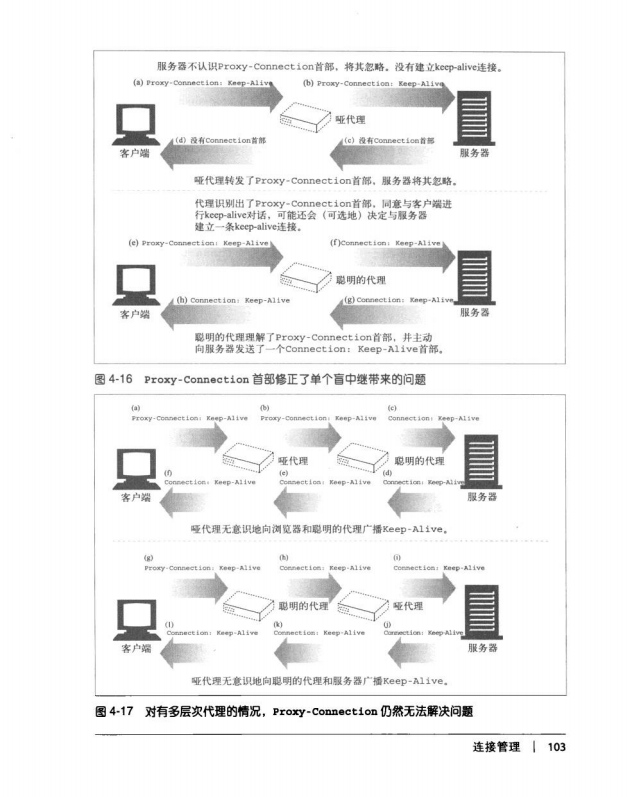 服务器不认识Proxy-Connection首部，将其忽略。没有建立keep-alive连接。
(a) Proxy-Connection: Keep-Alive
(b) Proxy-Connection: Keep-Alive
哑代理
(d) 没有Connection首部
(c) 没有Connection首部
客户端
服务器
哑代理转发了Proxy-Connection首部，服务器将其忽略。
代理识别出了Proxy-Connection首部，同意与客户端进
行keep-alive对话，可能还会（可选地）决定与服务器
建立一条keep-alive连接。
(e) Proxy-Connection: Keep-Alive
(f)Connection: Keep-Alive
聪明的代理
(h) Connection: Keep-Alive
(g) Connection: Keep-Alive
客户端
服务器
聪明的代理理解了Proxy-Connection首部，并主动
向服务器发送了一个Connection: Keep-Alive首部。
图 4-16 Proxy-Connection 首部修正了单个盲中继带来的问题
(a)
Proxy-Connection: Keep-Alive
(b)
Proxy-Connection: Keep-Alive
(c)
Connection: Keep-Alive
哑代理
聪明的代理
(f)
Connection: Keep-Alive
(e)
Connection: Keep-Alive
(d)
Connection: Keep-Alive
客户端
服务器
哑代理无意识地向浏览器和聪明的代理广播Keep-Alive。
(g)
Proxy-Connection: Keep-Alive
(h)
Connection: Keep-Alive
(i)
Connection: Keep-Alive
聪明的代理
哑代理
(l)
Connection: Keep-Alive
(k)
Connection: Keep-Alive
(j)
Connection: Keep-Alive
客户端
服务器
哑代理无意识地向聪明的代理和服务器广播Keep-Alive。
图 4-17 对有多层次代理的情况，Proxy-Connection 仍然无法解决问题
连接管理 | 103